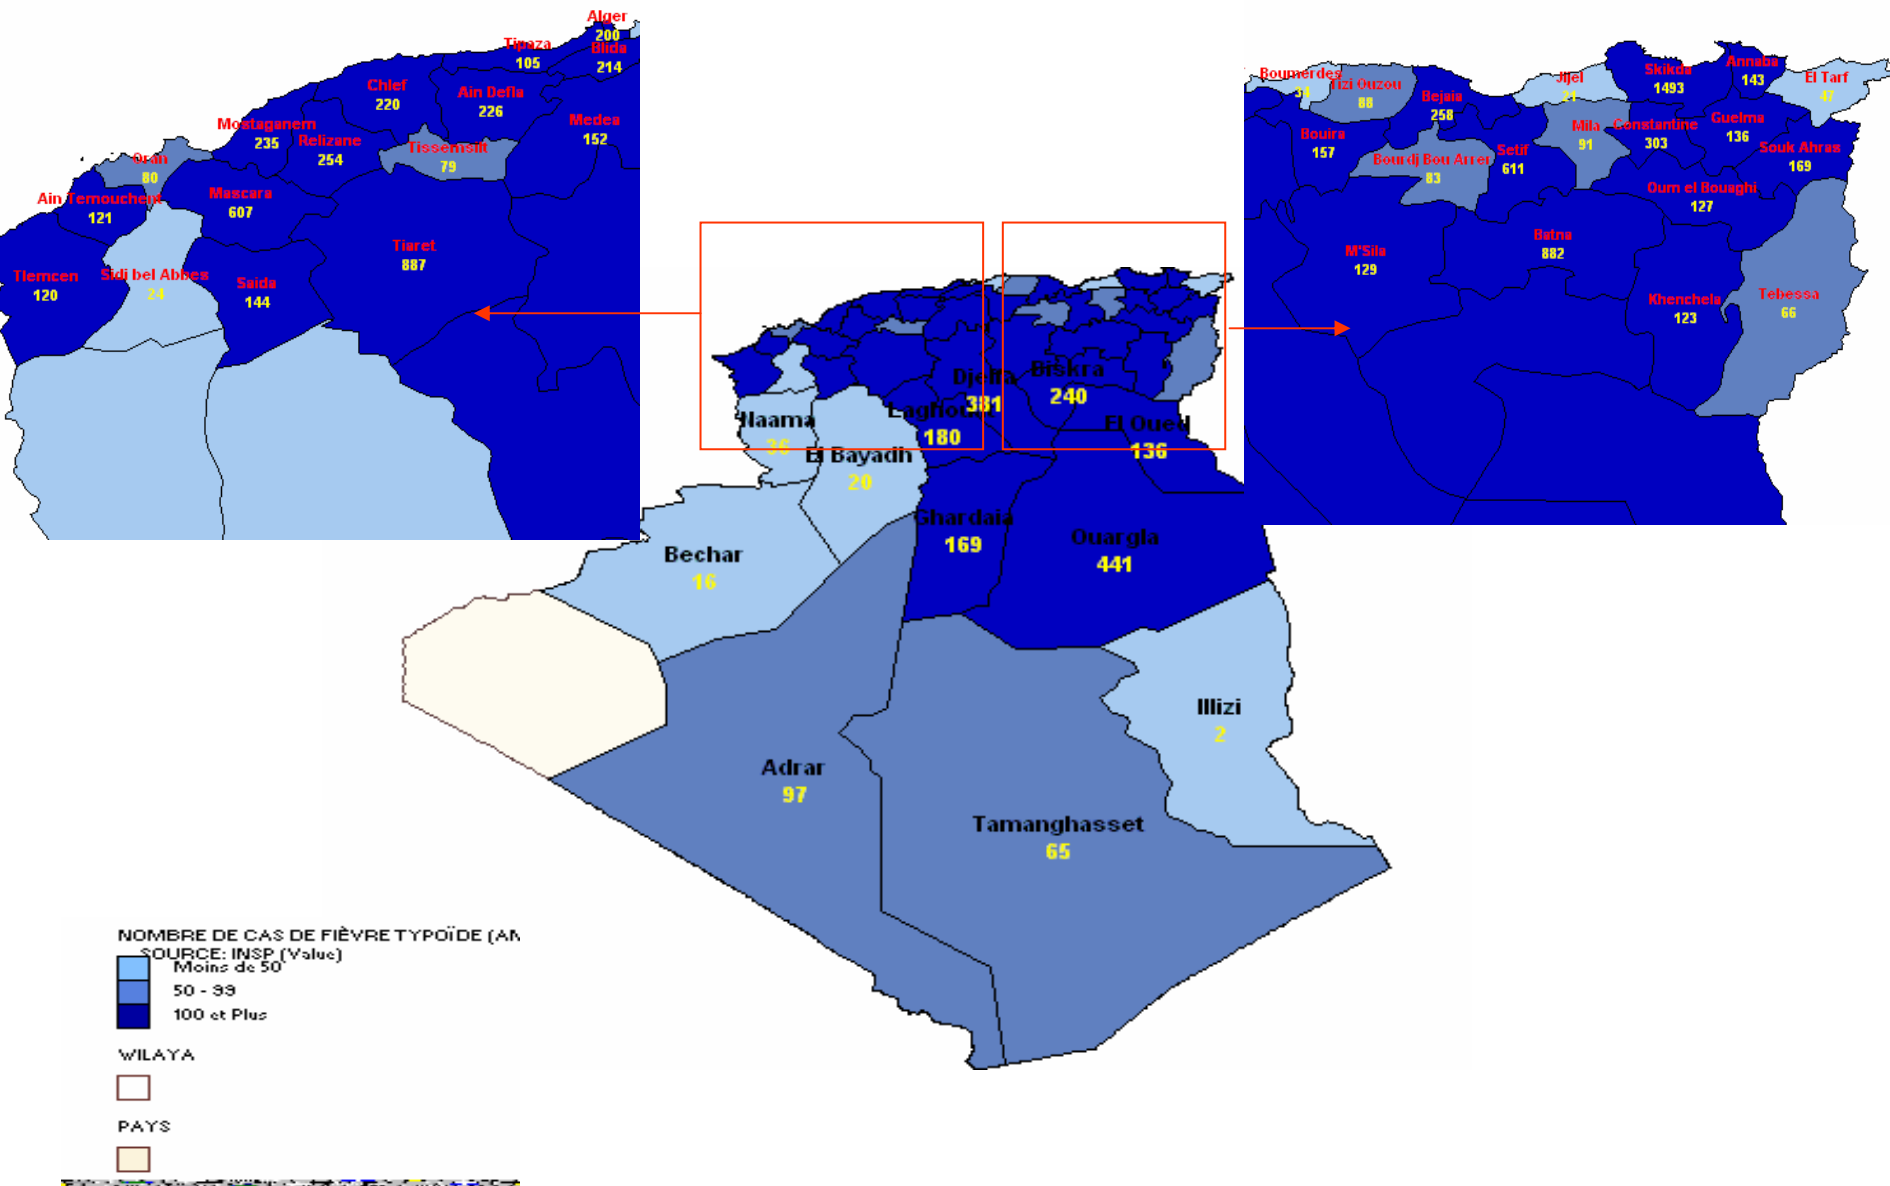 Alger
200
Tipaza
105
Blida
214
Chlef
220
Ain Defla
226
Medea
152
Mostaganem
235
Relizane
254
Tissemsilt
79
Oran
80
Ain Temouchent
121
Mascara
607
Tiaret
887
Tlemcen
120
Sidi bel Abbes
24
Saida
144
Boumerdes
34
Tizi Ouzou
88
Bejaia
258
Jijel
21
Skikda
1493
Annaba
143
El Tarf
47
Bouira
157
Bourdj Bou Arrer
83
Setif
611
Mila
91
Constantine
303
Guelma
136
Souk Ahras
169
Oum el Bouaghi
127
M'Sila
129
Batna
882
Khenchela
123
Tebessa
66
Djelfa
381
Biskra
240
Laghouat
180
El Oued
136
Naama
36
El Bayadh
20
Ghardaia
169
Ouargla
441
Bechar
16
Illizi
2
Adrar
97
Tamanghasset
65
NOMBRE DE CAS DE FIÈVRE TYPOÏDE (AN
SOURCE: INSP (Value)
Moins de 50
50 - 99
100 et Plus
WILAYA
PAYS